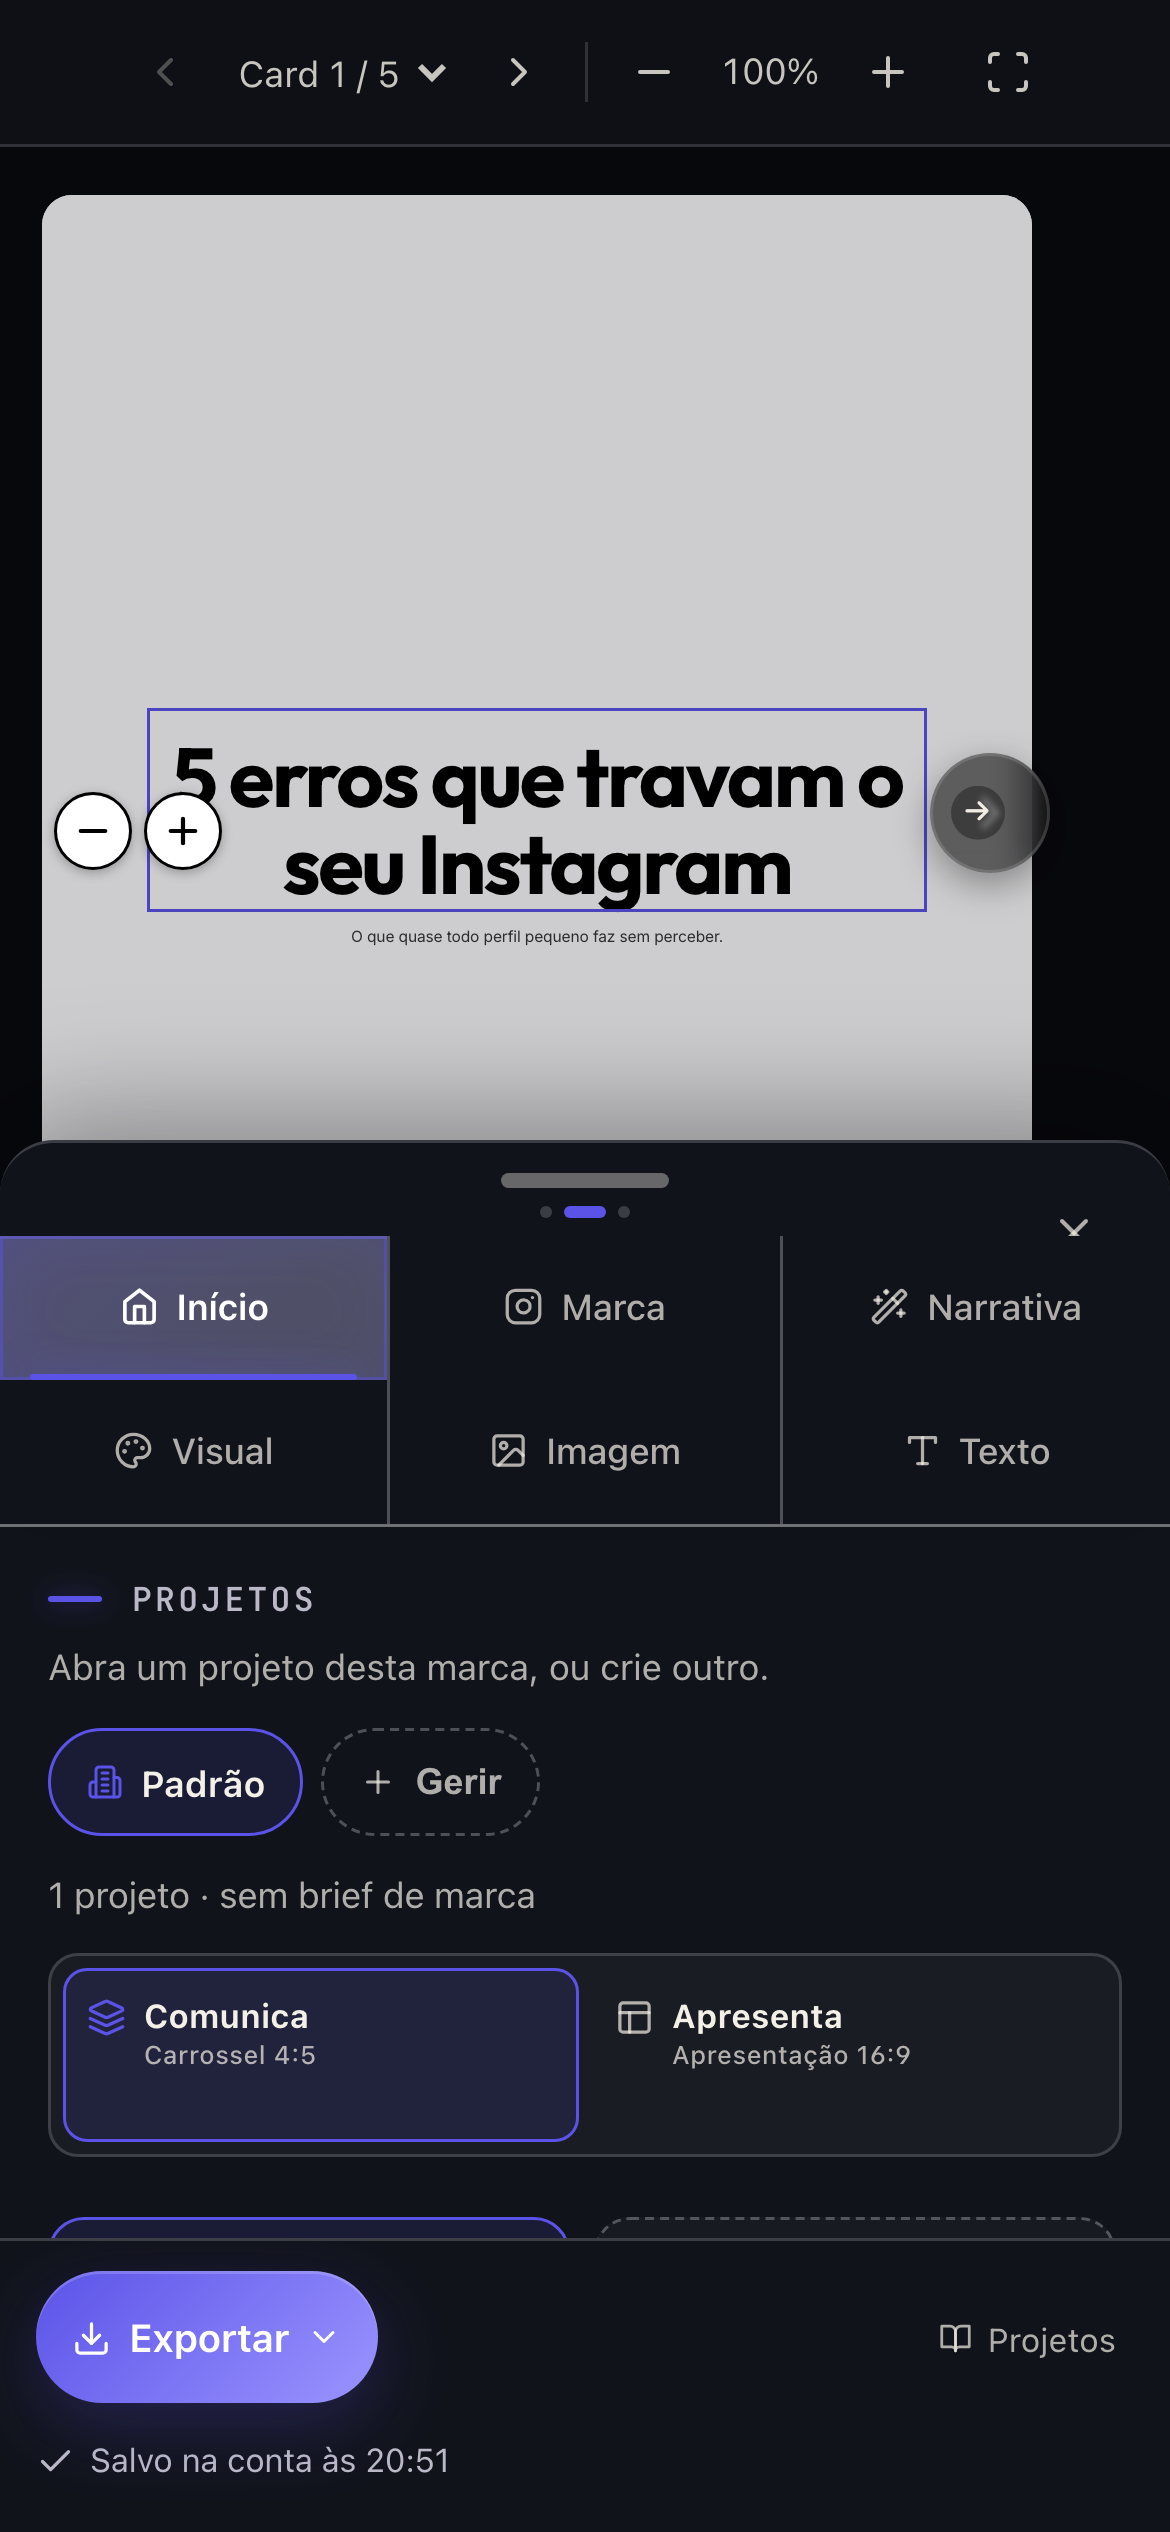 Card 1 / 5
100%
5 erros que travam o
seu Instagram
O que quase todo perfil pequeno faz sem perceber.
Início
Marca
Narrativa
Visual
Imagem
Texto
PROJETOS
Abra um projeto desta marca, ou crie outro.
Padrão
Gerir
1 projeto · sem brief de marca
Comunica
Carrossel 4:5
Apresenta
Apresentação 16:9
Exportar
Projetos
Salvo na conta às 20:51